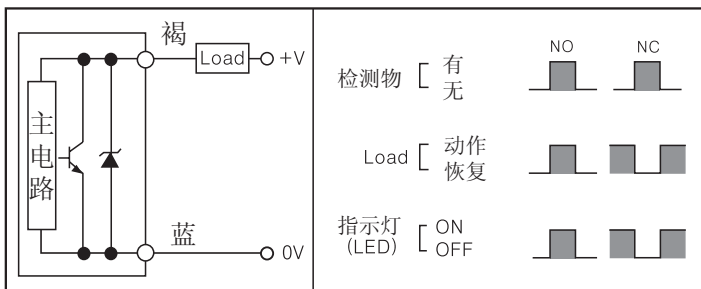 褐
Load
+V
主电路
蓝
0V
NO NC
检测物 有
无
Load 动作
恢复
指示灯 ON
(LED) OFF